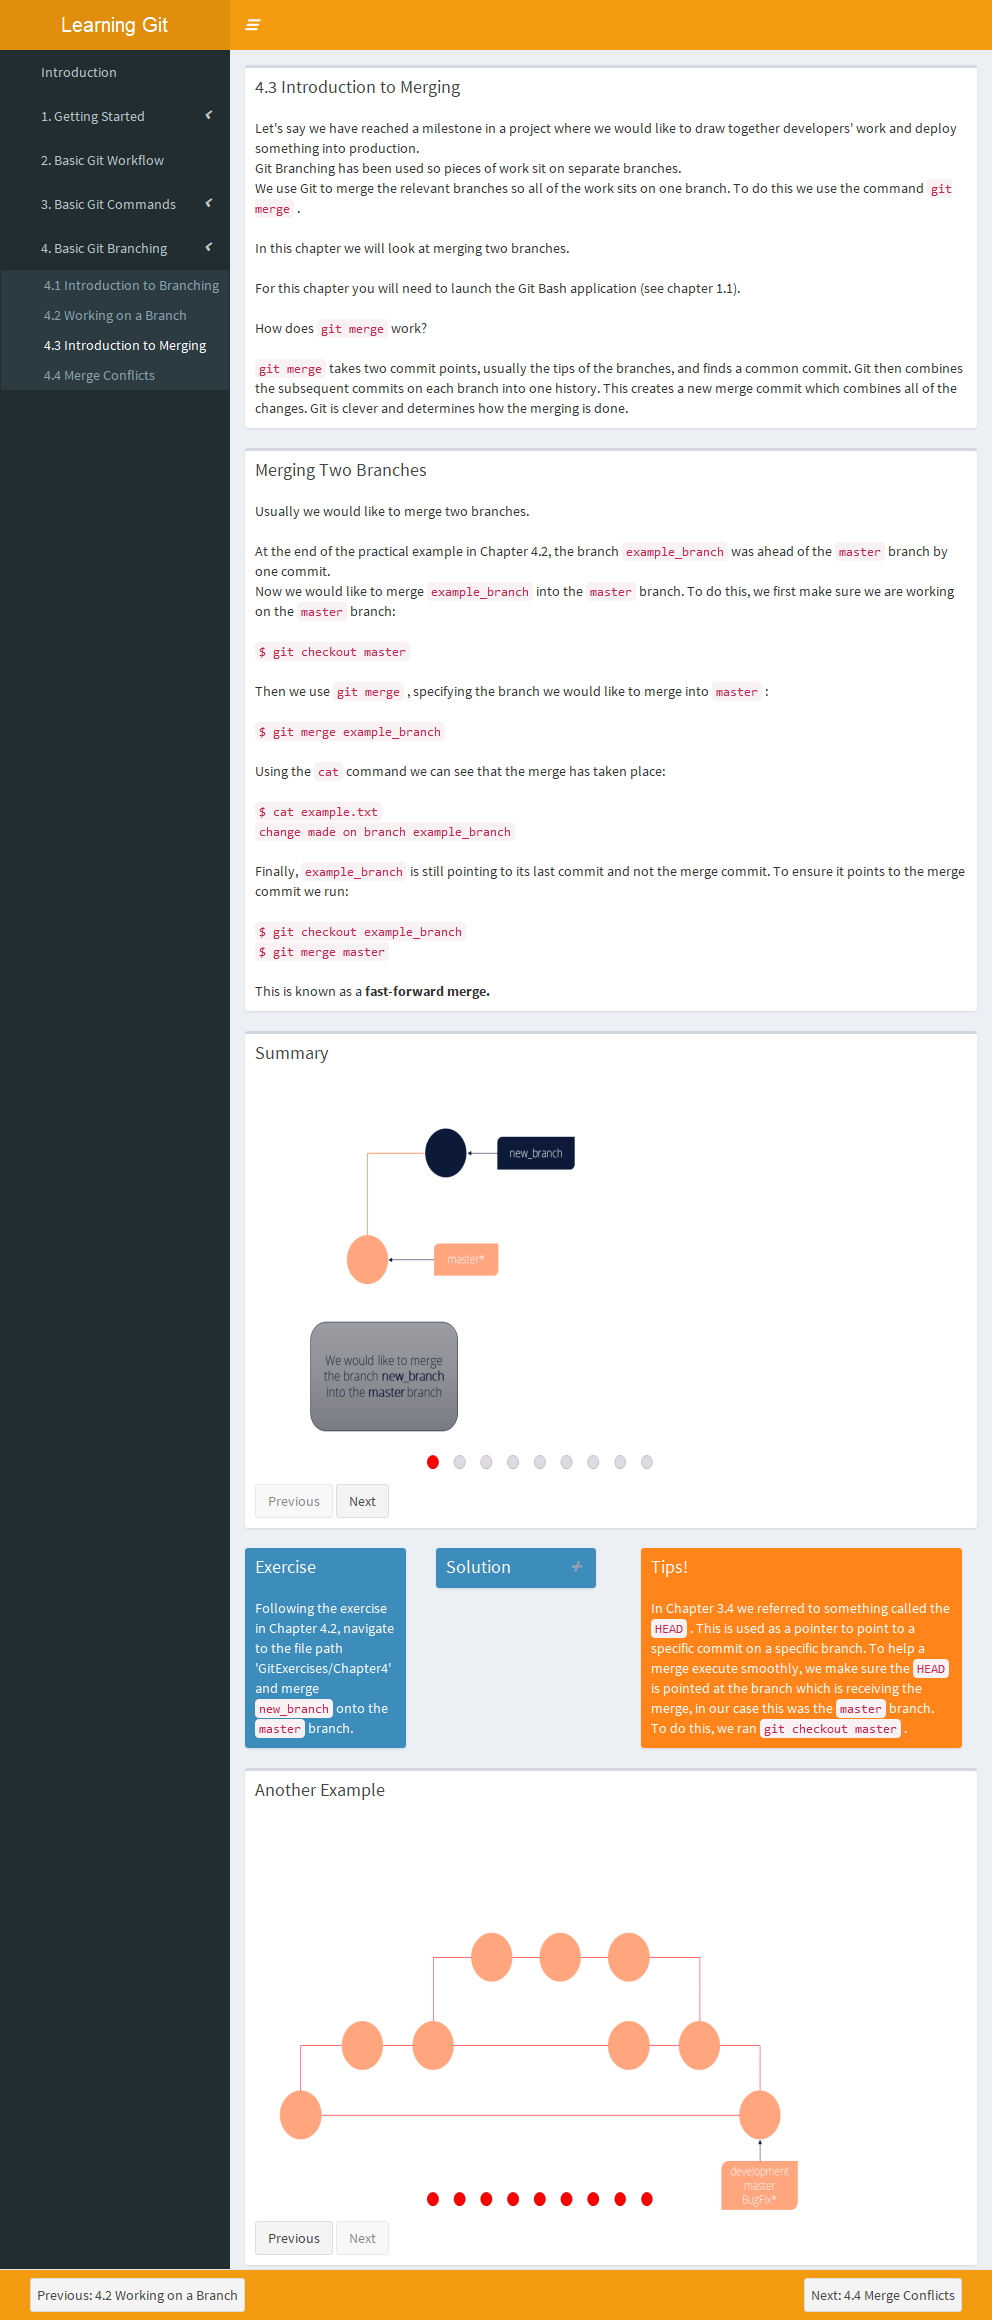 Learning Git
Introduction
1. Getting Started
2. Basic Git Workflow
3. Basic Git Commands
4. Basic Git Branching
4.1 Introduction to Branching
4.2 Working on a Branch
4.3 Introduction to Merging
4.4 Merge Conflicts
4.3 Introduction to Merging
Let's say we have reached a milestone in a project where we would like to draw together developers' work and deploy
something into production.
Git Branching has been used so pieces of work sit on separate branches.
We use Git to merge the relevant branches so all of the work sits on one branch. To do this we use the command git
merge .
In this chapter we will look at merging two branches.
For this chapter you will need to launch the Git Bash application (see chapter 1.1).
How does git merge work?
git merge takes two commit points, usually the tips of the branches, and finds a common commit. Git then combines
the subsequent commits on each branch into one history. This creates a new merge commit which combines all of the
changes. Git is clever and determines how the merging is done.
Merging Two Branches
Usually we would like to merge two branches.
At the end of the practical example in Chapter 4.2, the branch example_branch was ahead of the master branch by
one commit.
Now we would like to merge example_branch into the master branch. To do this, we first make sure we are working
on the master branch:
$ git checkout master
Then we use git merge , specifying the branch we would like to merge into master :
$ git merge example_branch
Using the cat command we can see that the merge has taken place:
$ cat example.txt
change made on branch example_branch
Finally, example_branch is still pointing to its last commit and not the merge commit. To ensure it points to the merge
commit we run:
$ git checkout example_branch
$ git merge master
This is known as a fast-forward merge.
Summary
new_branch
master*
We would like to merge
the branch new_branch
into the master branch
Previous
Next
Exercise
Following the exercise
in Chapter 4.2, navigate
to the file path
'GitExercises/Chapter4'
and merge
new_branch onto the
master branch.
Solution
Tips!
In Chapter 3.4 we referred to something called the
HEAD . This is used as a pointer to point to a
specific commit on a specific branch. To help a
merge execute smoothly, we make sure the HEAD
is pointed at the branch which is receiving the
merge, in our case this was the master branch.
To do this, we ran git checkout master .
Another Example
development
master
BugFix*
Previous
Next
Previous: 4.2 Working on a Branch
Next: 4.4 Merge Conflicts